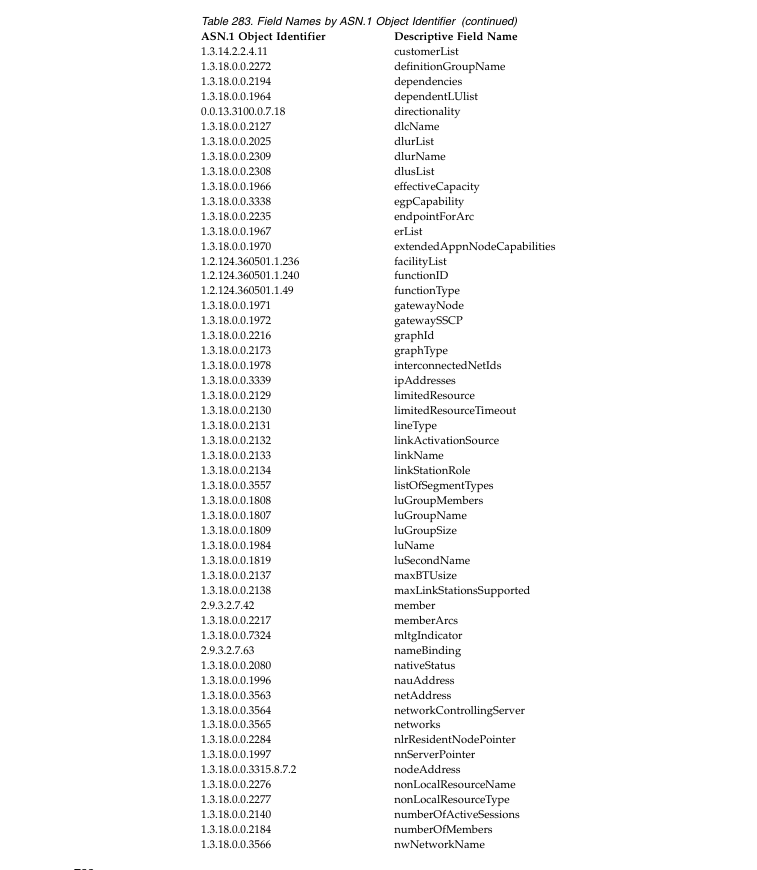 Table 283. Field Names by ASN.1 Object Identifier (continued)
ASN.1 Object Identifier Descriptive Field Name
1.3.14.2.2.4.11 customerList
1.3.18.0.0.2272 definitionGroupName
1.3.18.0.0.2194 dependencies
1.3.18.0.0.1964 dependentLUlist
0.0.13.3100.0.7.18 directionality
1.3.18.0.0.2127 dlcName
1.3.18.0.0.2025 dlurList
1.3.18.0.0.2309 dlurName
1.3.18.0.0.2308 dlusList
1.3.18.0.0.1966 effectiveCapacity
1.3.18.0.0.3338 egpCapability
1.3.18.0.0.2235 endpointForArc
1.3.18.0.0.1967 erList
1.3.18.0.0.1970 extendedAppnNodeCapabilities
1.2.124.360501.1.236 facilityList
1.2.124.360501.1.240 functionID
1.2.124.360501.1.49 functionType
1.3.18.0.0.1971 gatewayNode
1.3.18.0.0.1972 gatewaySSCP
1.3.18.0.0.2216 graphId
1.3.18.0.0.2173 graphType
1.3.18.0.0.1978 interconnectedNetIds
1.3.18.0.0.3339 ipAddresses
1.3.18.0.0.2129 limitedResource
1.3.18.0.0.2130 limitedResourceTimeout
1.3.18.0.0.2131 lineType
1.3.18.0.0.2132 linkActivationSource
1.3.18.0.0.2133 linkName
1.3.18.0.0.2134 linkStationRole
1.3.18.0.0.3557 listOfSegmentTypes
1.3.18.0.0.1808 luGroupMembers
1.3.18.0.0.1807 luGroupName
1.3.18.0.0.1809 luGroupSize
1.3.18.0.0.1984 luName
1.3.18.0.0.1819 luSecondName
1.3.18.0.0.2137 maxBTUsize
1.3.18.0.0.2138 maxLinkStationsSupported
2.9.3.2.7.42 member
1.3.18.0.0.2217 memberArcs
1.3.18.0.0.7324 mltgIndicator
2.9.3.2.7.63 nameBinding
1.3.18.0.0.2080 nativeStatus
1.3.18.0.0.1996 nauAddress
1.3.18.0.0.3563 netAddress
1.3.18.0.0.3564 networkControllingServer
1.3.18.0.0.3565 networks
1.3.18.0.0.2284 nlrResidentNodePointer
1.3.18.0.0.1997 nnServerPointer
1.3.18.0.0.3315.8.7.2 nodeAddress
1.3.18.0.0.2276 nonLocalResourceName
1.3.18.0.0.2277 nonLocalResourceType
1.3.18.0.0.2140 numberOfActiveSessions
1.3.18.0.0.2184 numberOfMembers
1.3.18.0.0.3566 nwNetworkName